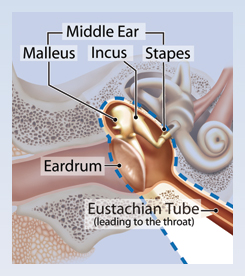 Middle Ear
Malleus Incus Stapes
Eardrum
Eustachian Tube
(leading to the throat)